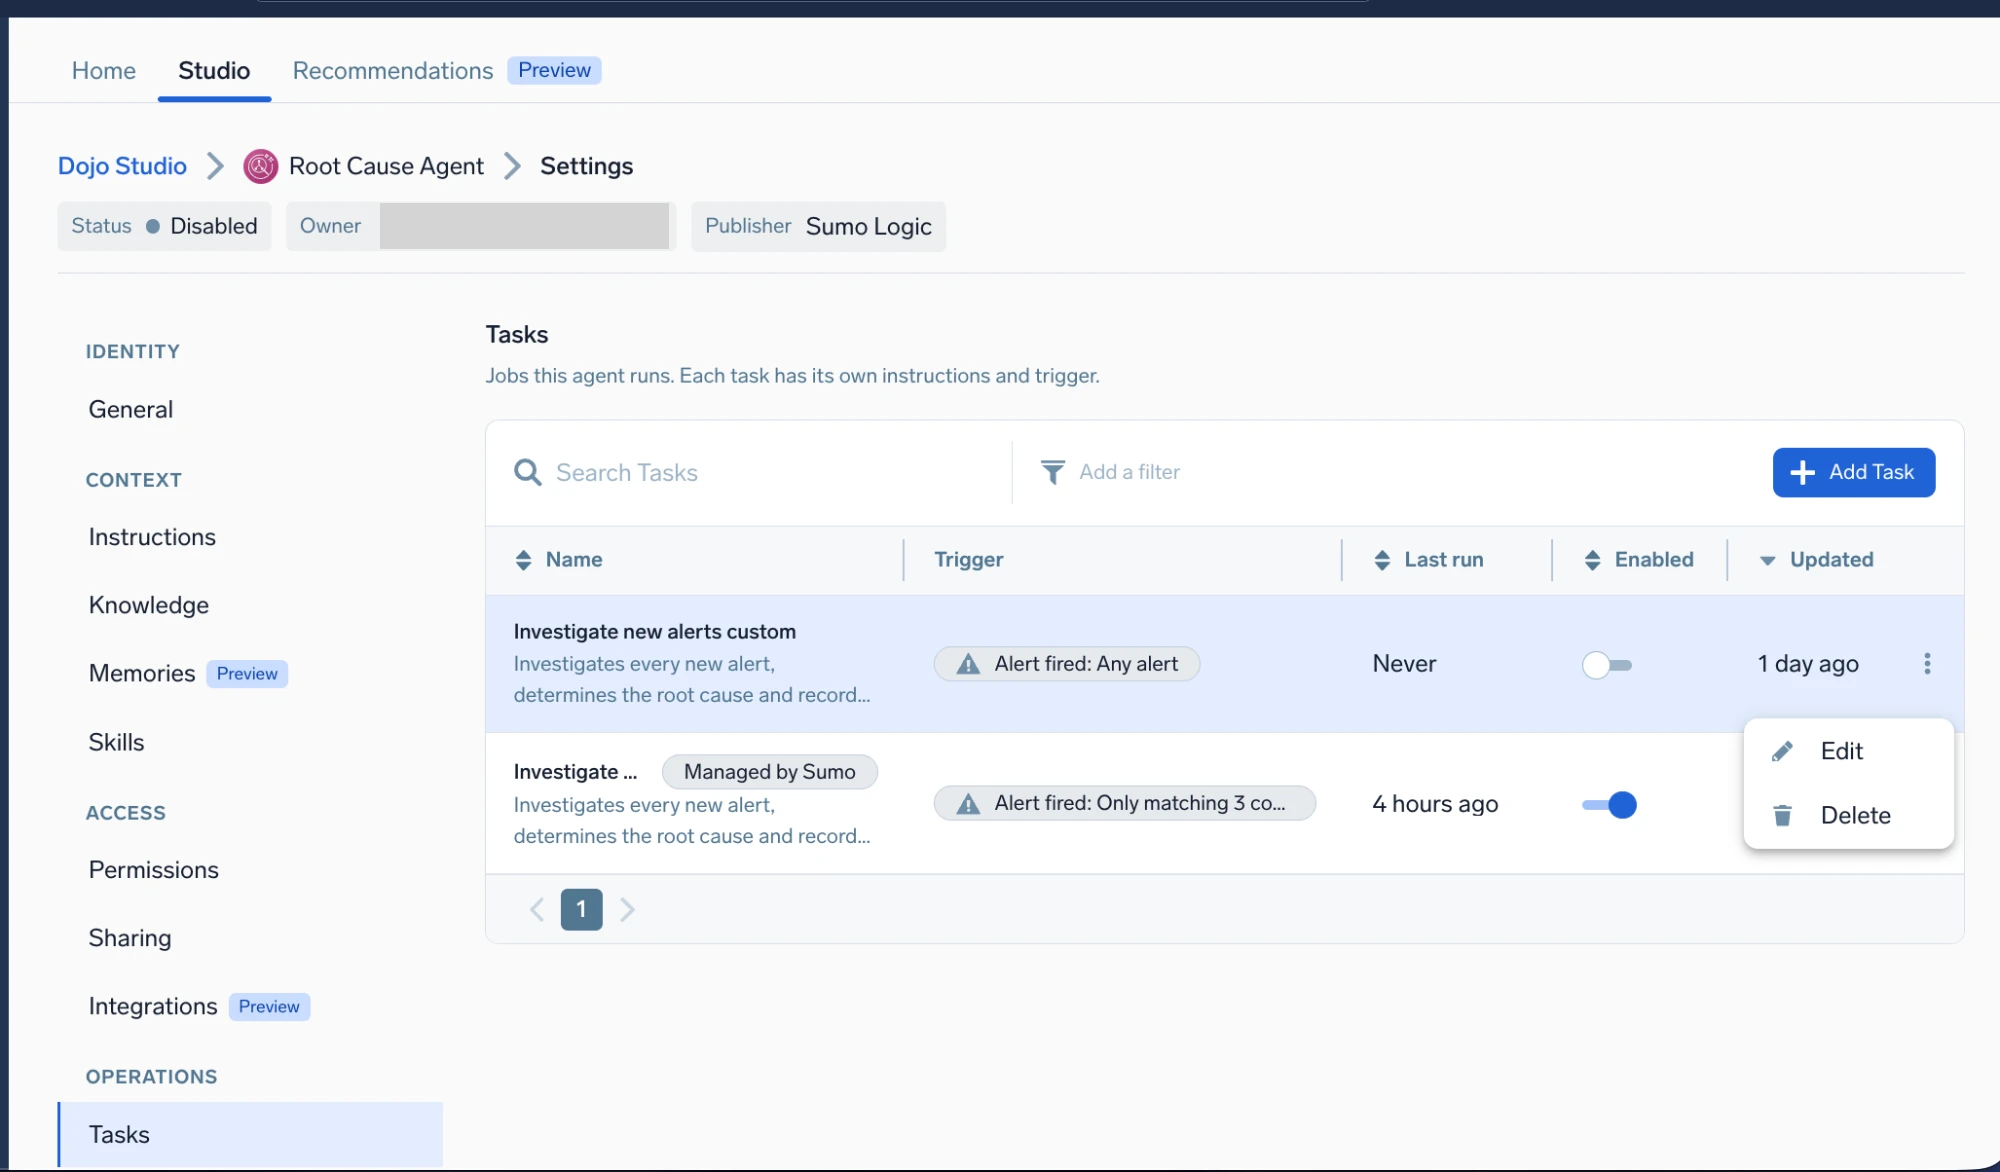 Home Studio Recommendations Preview
Dojo Studio Root Cause Agent Settings
Status Disabled Owner Publisher Sumo Logic
IDENTITY
General
CONTEXT
Instructions
Knowledge
Memories Preview
Skills
ACCESS
Permissions
Sharing
Integrations Preview
OPERATIONS
Tasks
Tasks
Jobs this agent runs. Each task has its own instructions and trigger.
Search Tasks Add a filter Add Task
Name Trigger Last run Enabled Updated
Investigate new alerts custom
Investigates every new alert,
determines the root cause and record...
Alert fired: Any alert Never 1 day ago
Investigate ... Managed by Sumo
Investigates every new alert,
determines the root cause and record...
Alert fired: Only matching 3 co... 4 hours ago
Edit
Delete
1